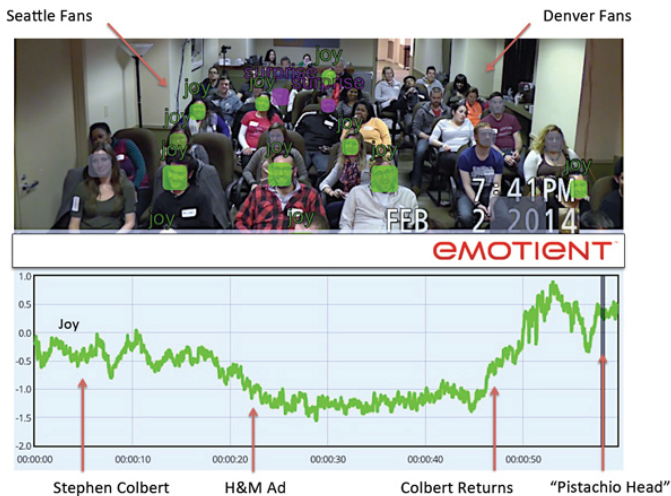 Seattle Fans
Denver Fans
joy
surprise
surprise
joy
joy
joy
joy
joy
joy
joy
joy
joy
7:41PM
FEB 2 2014
EMOTIENT
1.0
0.5
0.0
Joy
-0.5
-1.0
-1.5
-2.0
00:00:00
00:00:10
00:00:20
00:00:30
00:00:40
00:00:50
Stephen Colbert
H&M Ad
Colbert Returns
“Pistachio Head”